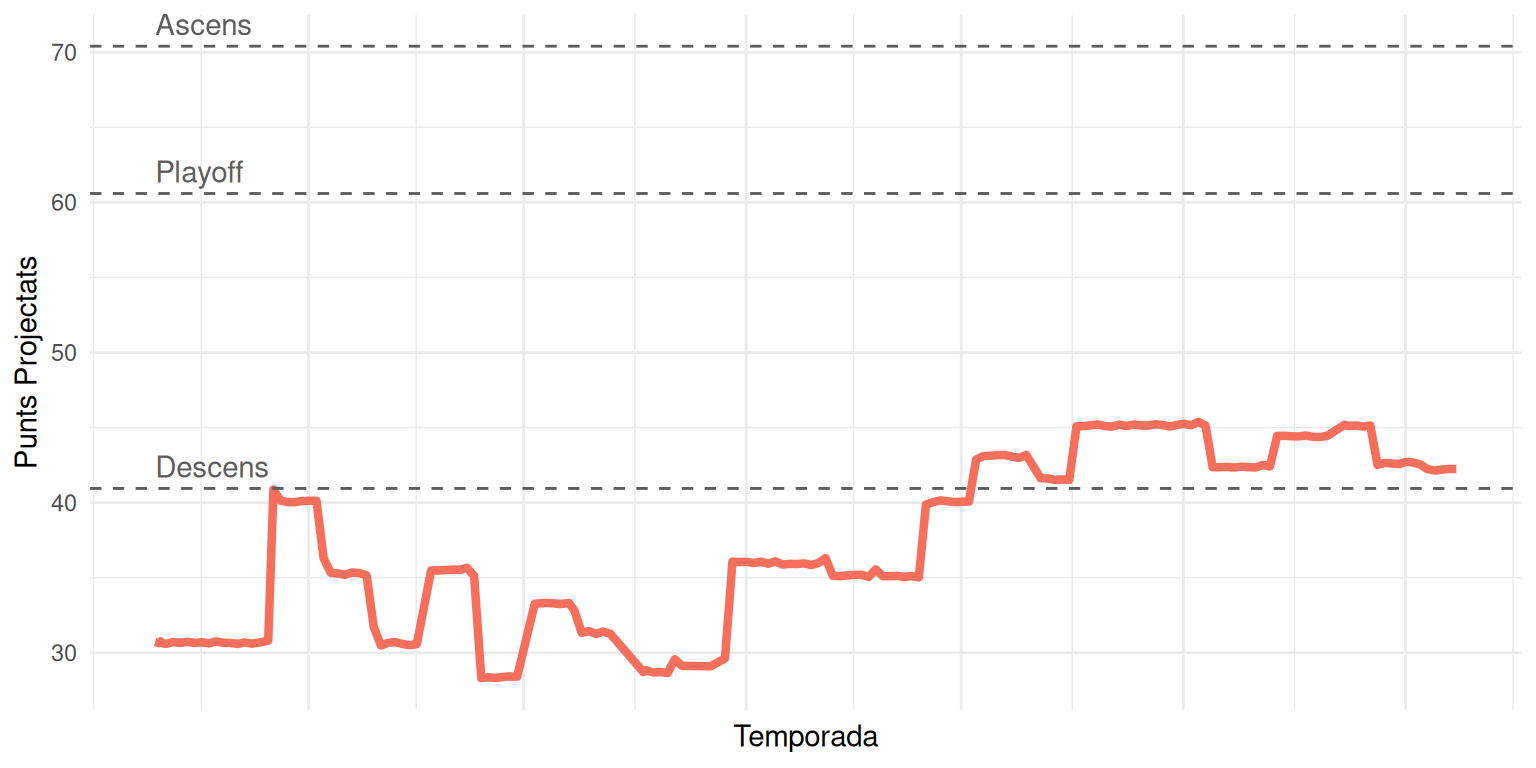 Ascens
70
Playoff
60
50
Descens
40
30
Punts Projectats
Temporada